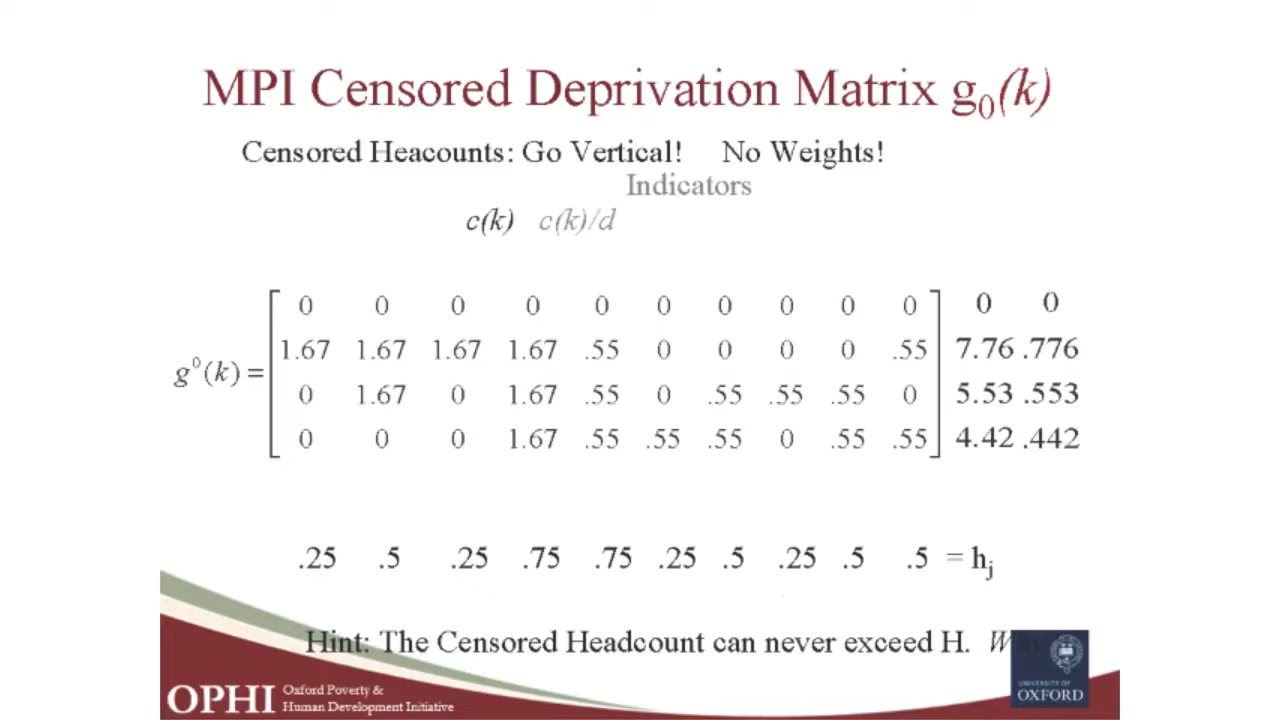 MPI Censored Deprivation Matrix g0(k)
Censored Heacounts: Go Vertical! No Weights!
Indicators
c(k) c(k)/d
0 0 0 0 0 0 0 0 0 0 0 0
1.67 1.67 1.67 1.67 .55 0 0 0 0 .55 7.76 .776
g0(k) =
0 1.67 0 1.67 .55 0 .55 .55 .55 0 5.53 .553
0 0 0 1.67 .55 .55 .55 0 .55 .55 4.42 .442
.25 .5 .25 .75 .75 .25 .5 .25 .5 .5 = hj
Hint: The Censored Headcount can never exceed H.
OPHI Oxford Poverty &
Human Development Initiative
UNIVERSITY OF
OXFORD